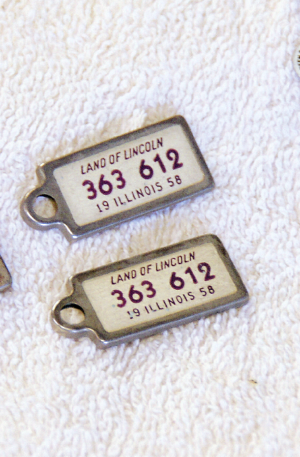 LAND OF LINCOLN
363 612
19 ILLINOIS 58
LAND OF LINCOLN
363 612
19 ILLINOIS 58